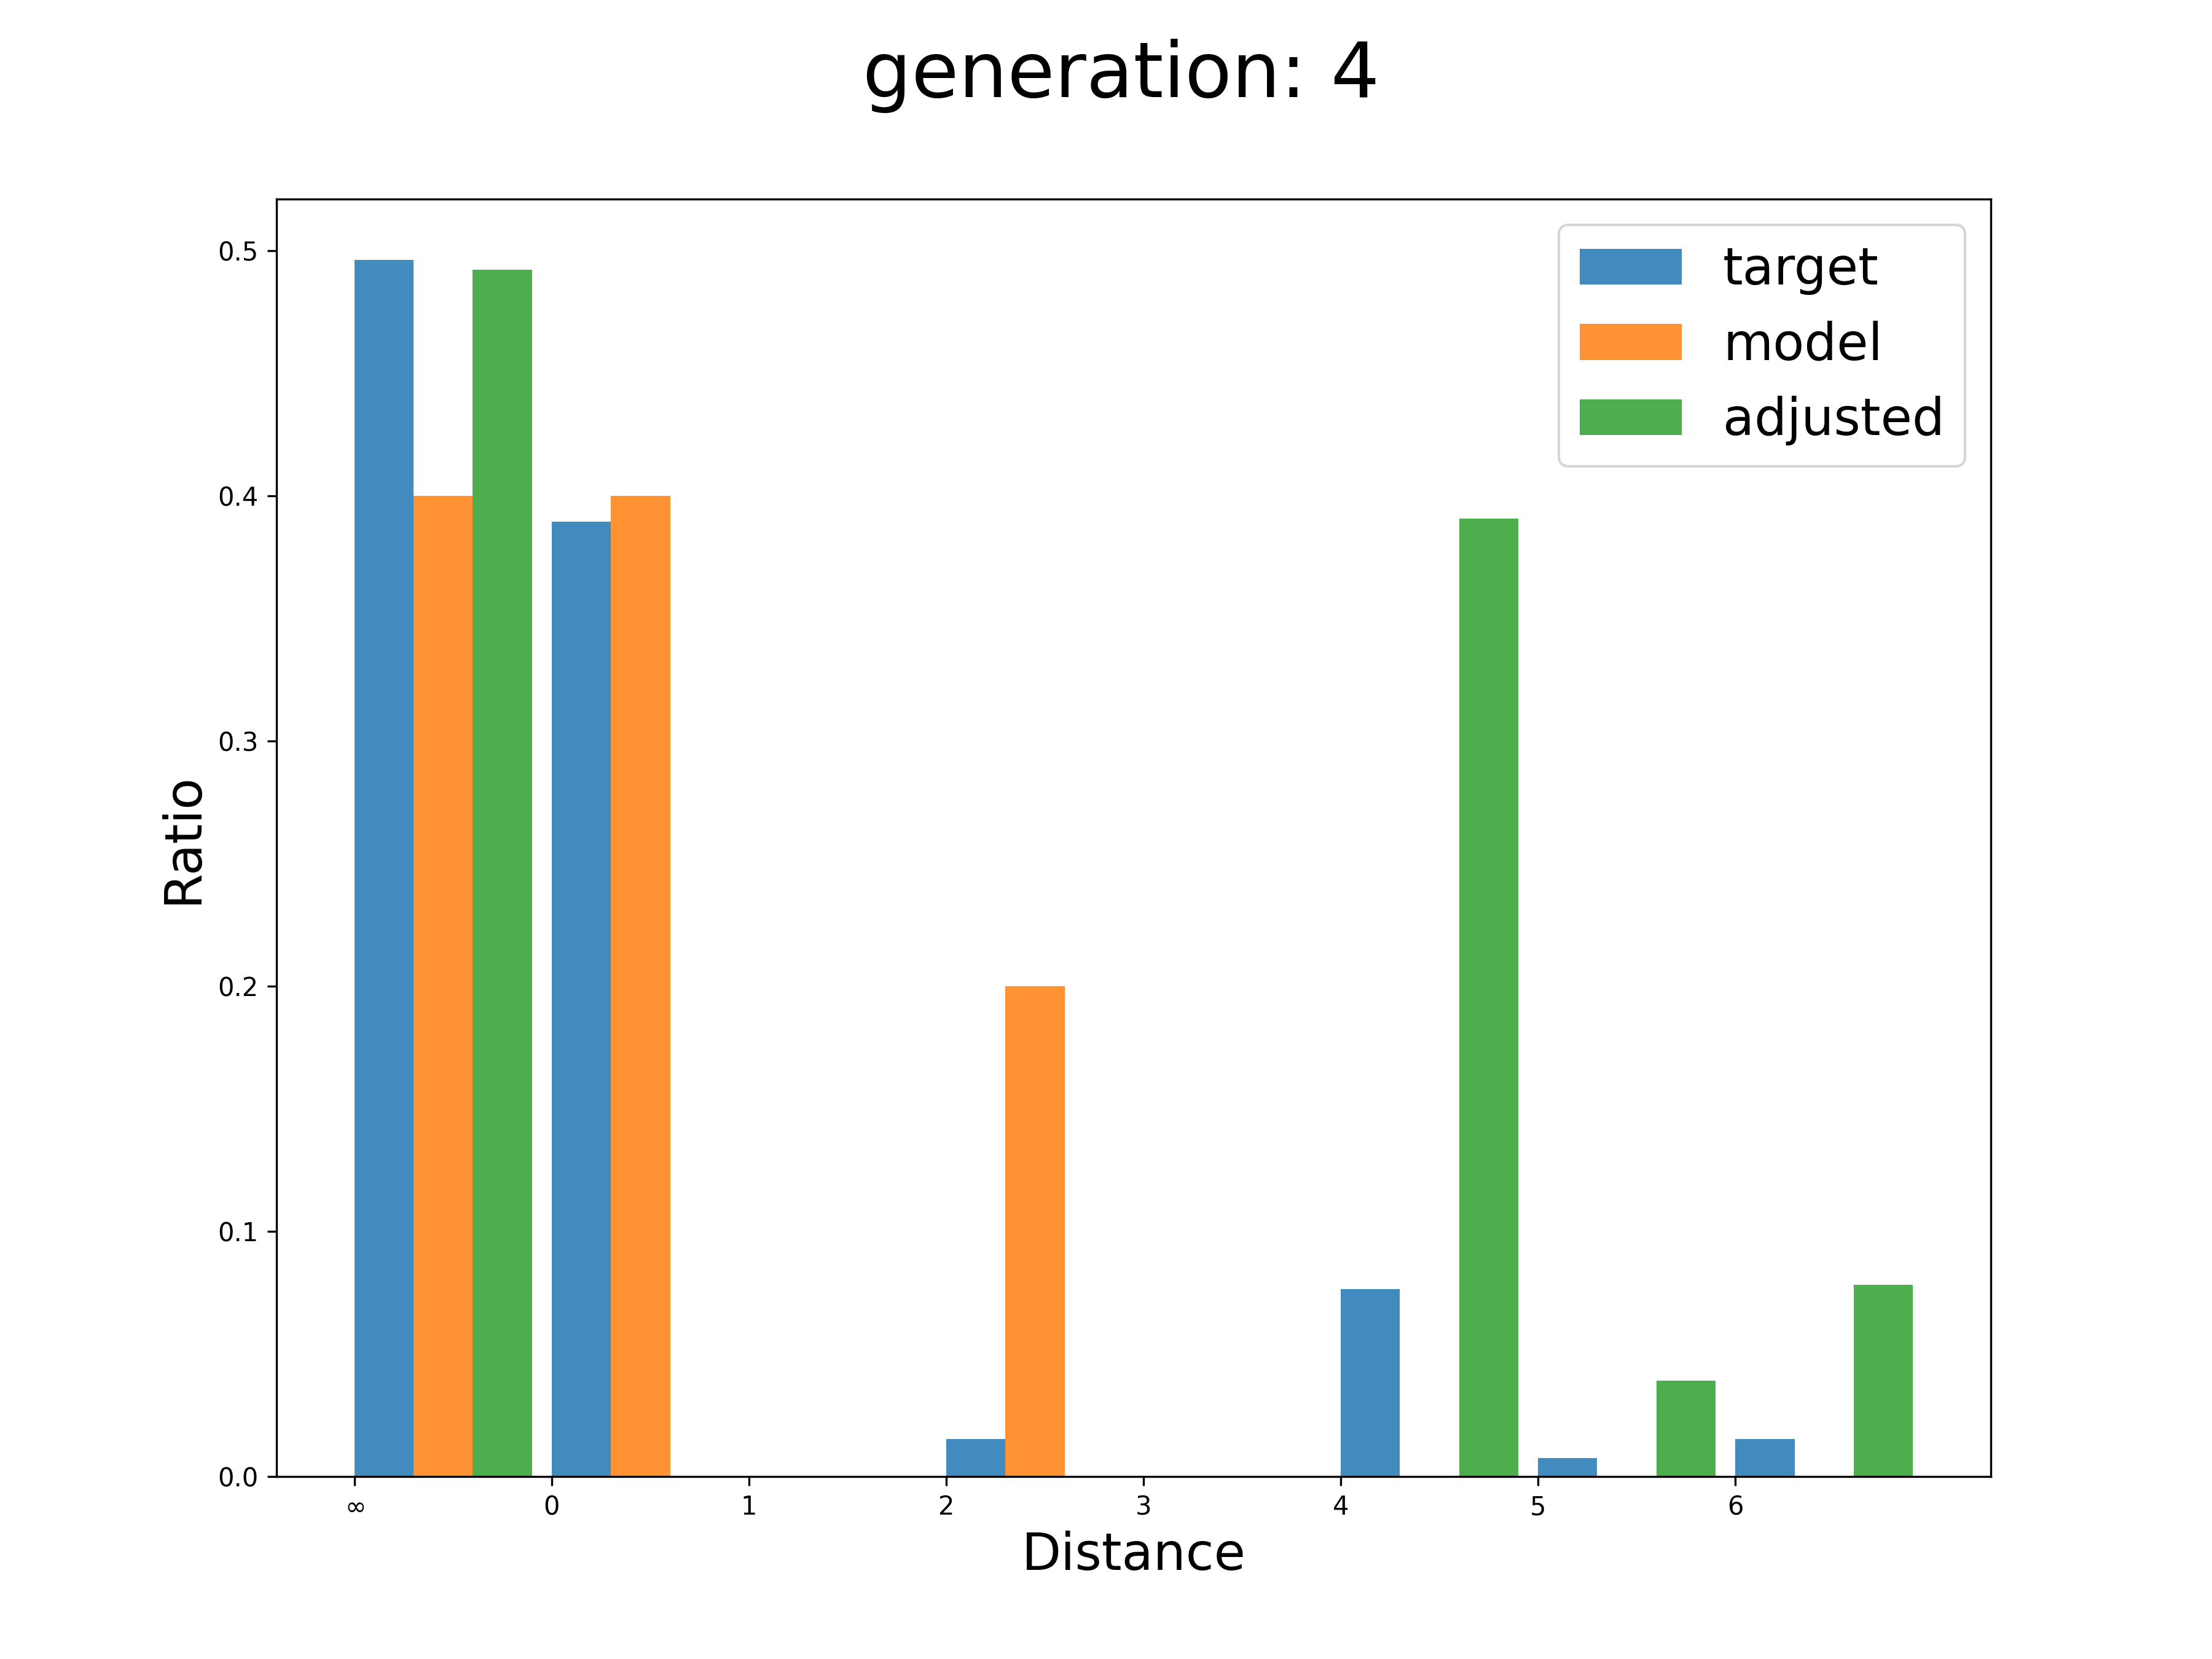 generation: 4
target
model
adjusted
0.5
0.4
0.3
0.2
0.1
0.0
Ratio
∞ 0 1 2 3 4 5 6
Distance